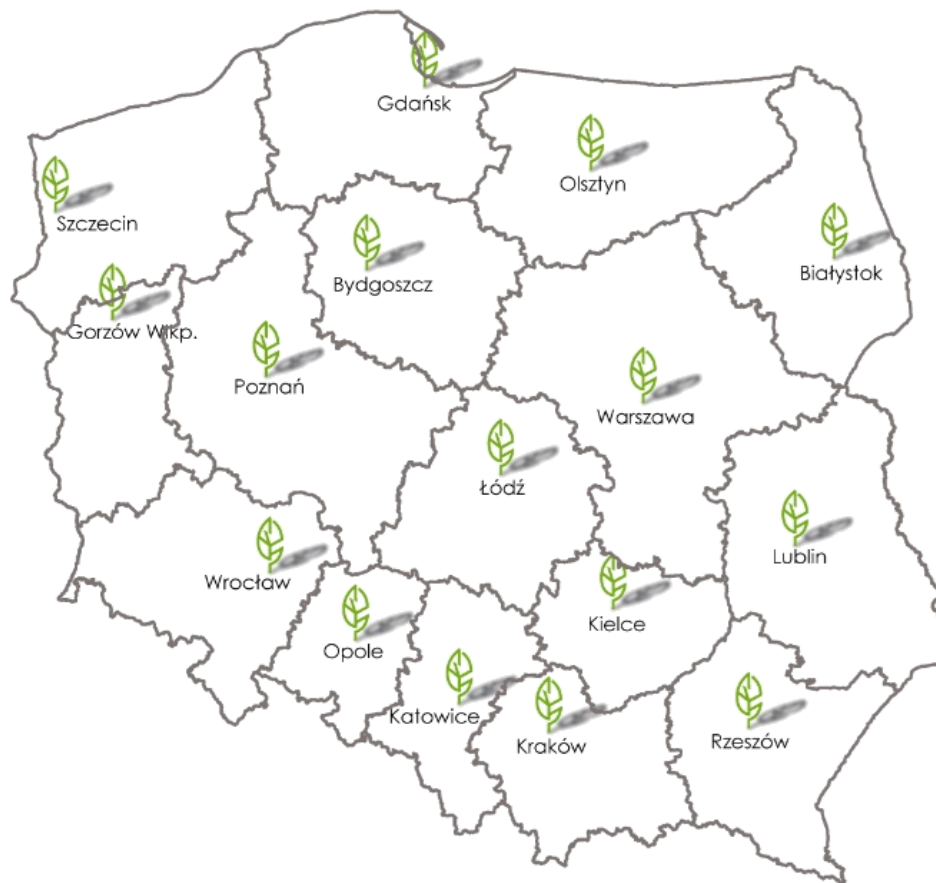 Gdańsk
Olsztyn
Szczecin
Białystok
Bydgoszcz
Gorzów Wlkp.
Poznań
Warszawa
Łódź
Lublin
Wrocław
Kielce
Opole
Katowice
Kraków
Rzeszów